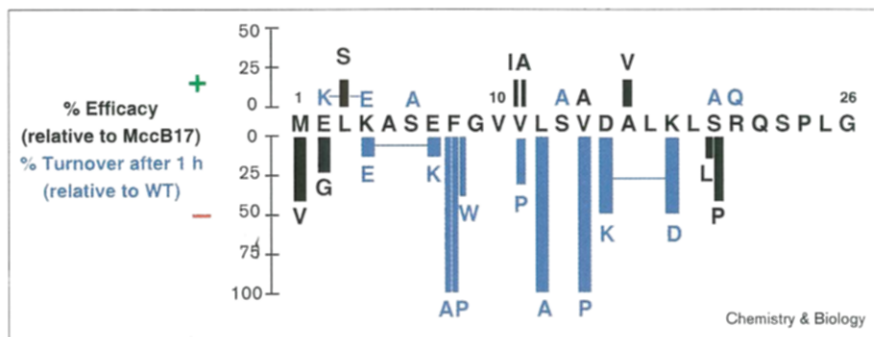 50
25
0
S
IA
V
+
1
K
E
A
10
A
A
A Q
26
% Efficacy
(relative to MccB17)
% Turnover after 1 h
(relative to WT)
M E L K A S E F G V V L S V D A L K L S R Q S P L G
0
25
50
75
100
V
G
E
K
W
P
K
D
L
P
A P
A
P
Chemistry & Biology